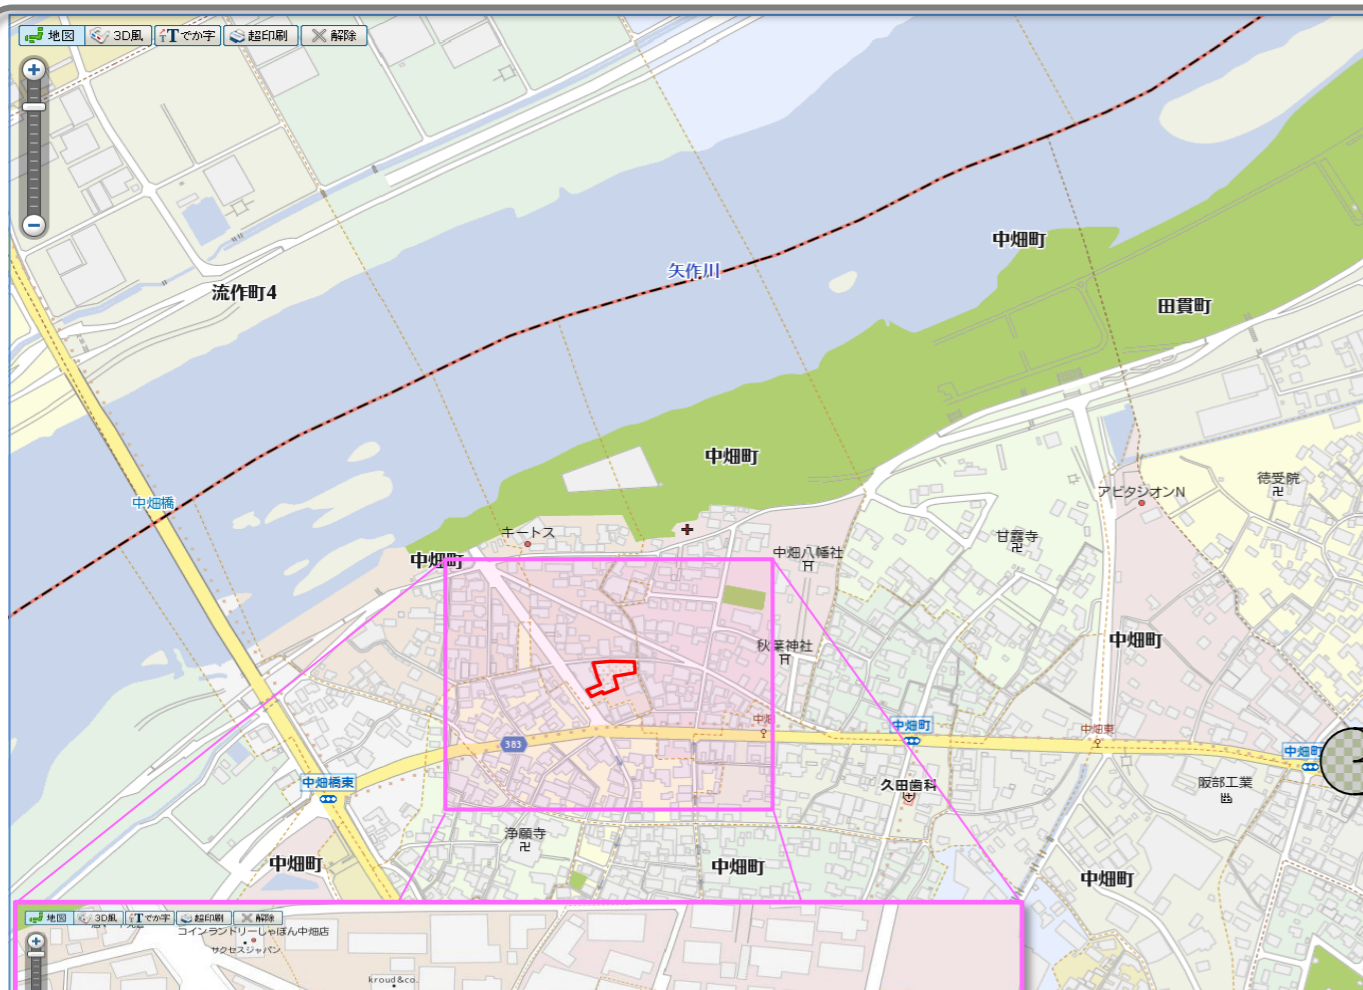 地図 3D風 でか字 超印刷 解除
中畑町
矢作川
流作町4
田貫町
中畑町
徳受院
アビタシオンN
中畑橋
キートス
甘露寺
中畑八幡社
中畑町
中畑町
秋葉神社
中畑
中畑町
中畑東
383
中畑町
中畑橋東
久田歯科
阪部工業
浄願寺
中畑町
中畑町
中畑町
地図 3D風 でか字 超印刷 解除
コインランドリーしゃぼん中畑店
サクセスジャパン
kroud&co.